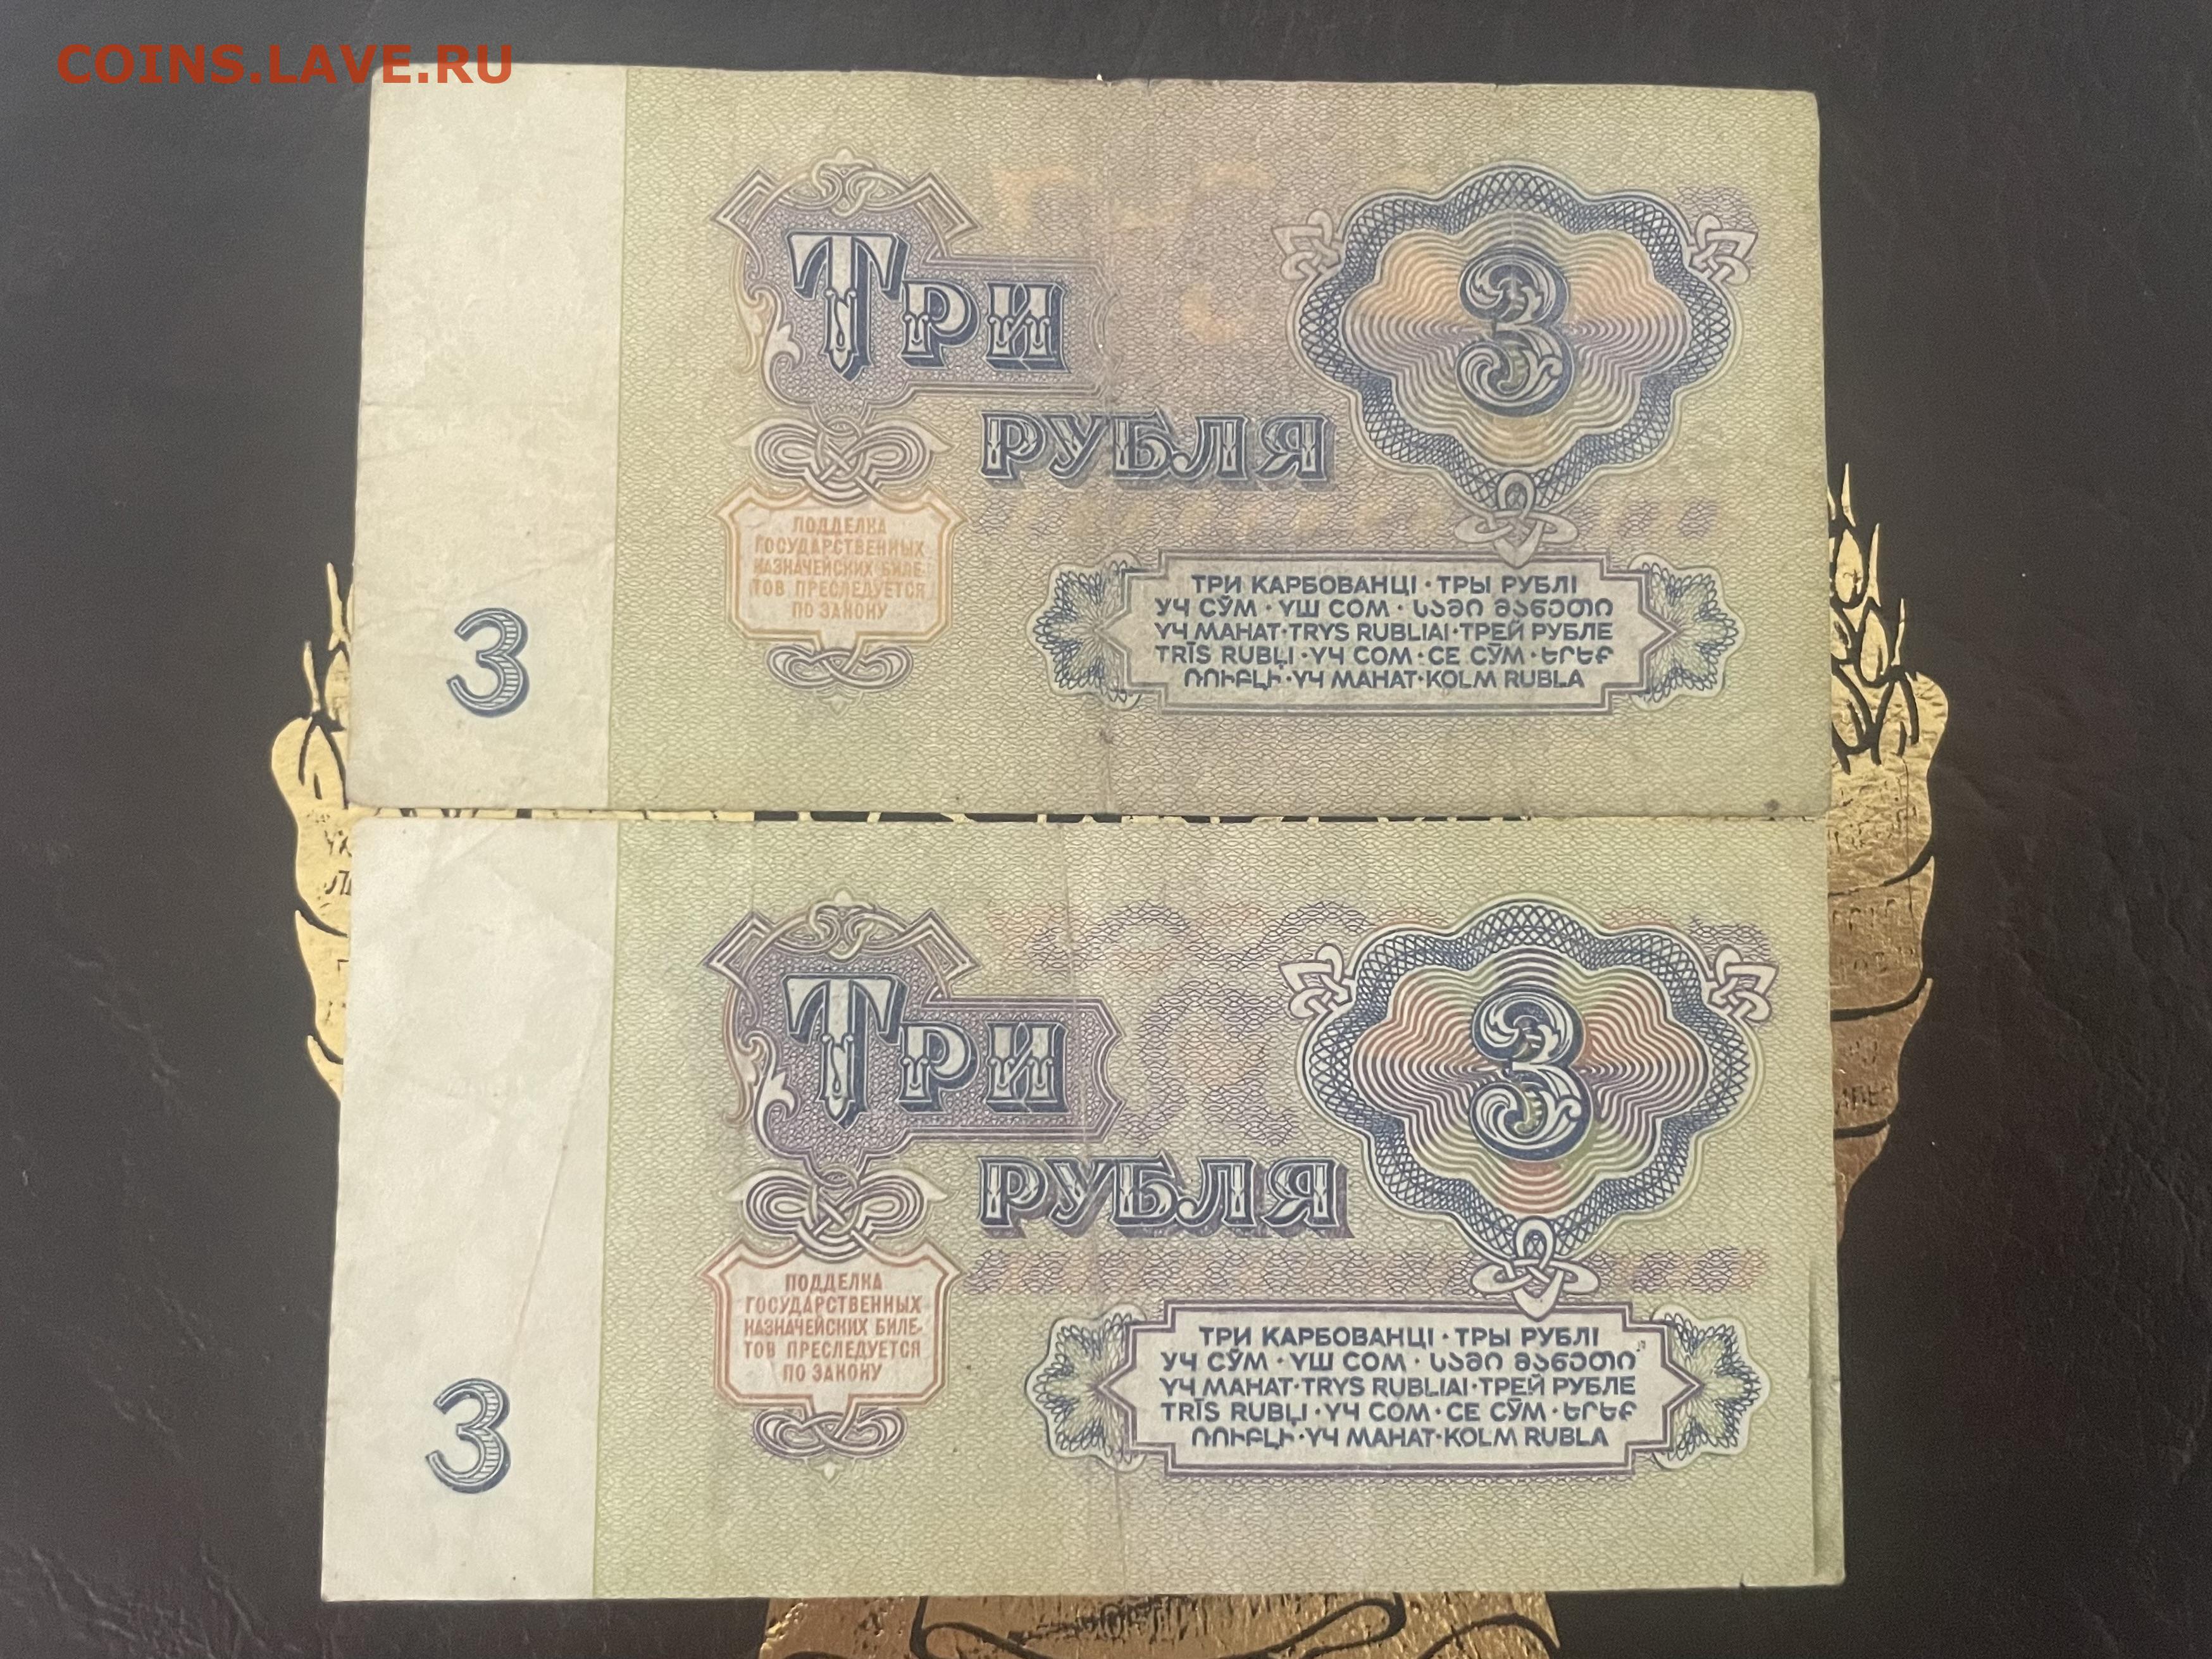 COINS.LAVE.RU
ТРИ
РУБЛЯ
3
ПОДДЕЛКА
ГОСУДАРСТВЕННЫХ
КАЗНАЧЕЙСКИХ БИЛЕ-
ТОВ ПРЕСЛЕДУЕТСЯ
ПО ЗАКОНУ
ТРИ КАРБОВАНЦІ · ТРЫ РУБЛІ
УЧ СЎМ · ҮШ СОМ · ᲡᲐᲛᲘ ᲛᲐᲜᲔᲗᲘ
ҮЧ МАНАТ · TRYS RUBLIAI · ТРЕЙ РУБЛЕ
TRĪS RUBĻI · ҮЧ СОМ · СЕ СӮМ · ԵՐԵՔ
ՌՈՒԲԼԻ · ҮЧ МАНАТ · KOLM RUBLA
3
ТРИ
РУБЛЯ
3
ПОДДЕЛКА
ГОСУДАРСТВЕННЫХ
КАЗНАЧЕЙСКИХ БИЛЕ-
ТОВ ПРЕСЛЕДУЕТСЯ
ПО ЗАКОНУ
ТРИ КАРБОВАНЦІ · ТРЫ РУБЛІ
УЧ СЎМ · ҮШ СОМ · ᲡᲐᲛᲘ ᲛᲐᲜᲔᲗᲘ
ҮЧ МАНАТ · TRYS RUBLIAI · ТРЕЙ РУБЛЕ
TRĪS RUBĻI · ҮЧ СОМ · СЕ СӮМ · ԵՐԵՔ
ՌՈՒԲԼԻ · ҮЧ МАНАТ · KOLM RUBLA
3